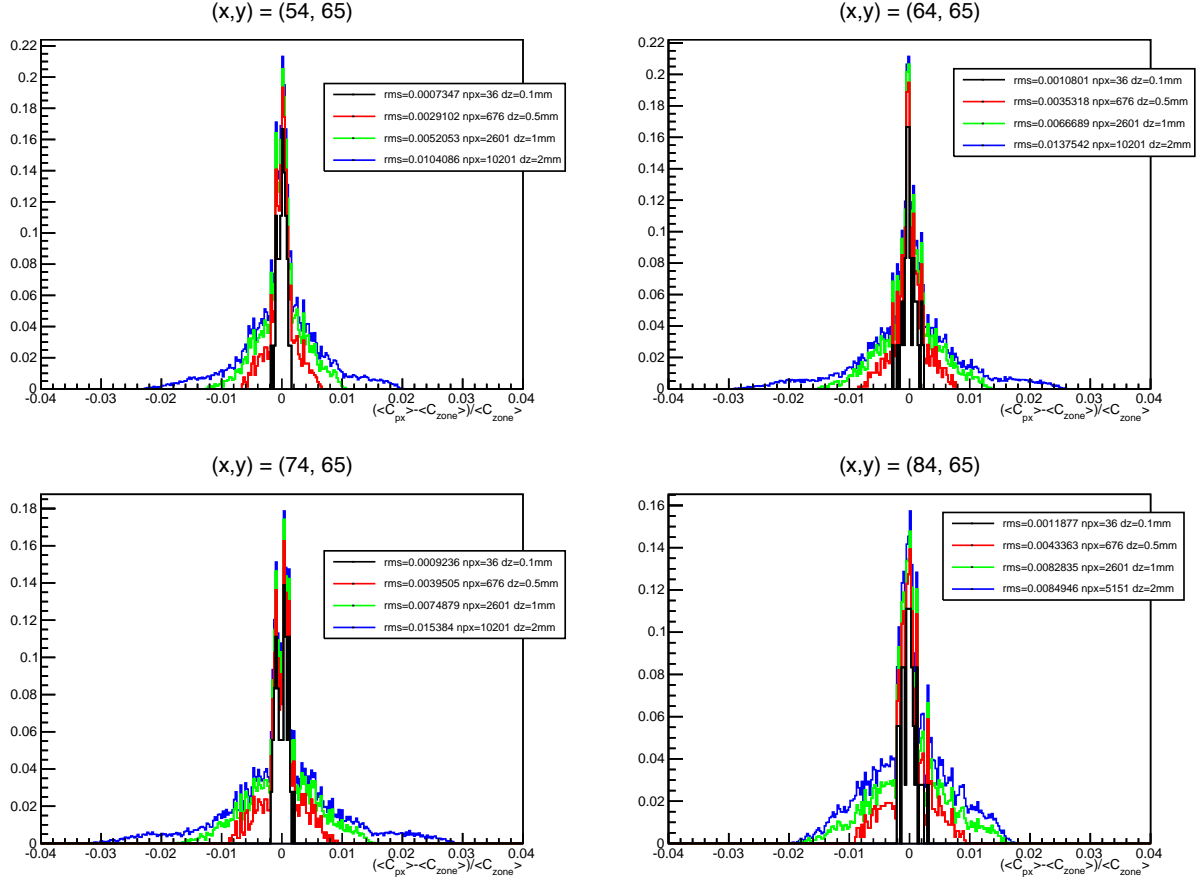 (x,y) = (54, 65)
0.22
0.2
0.18
0.16
0.14
0.12
0.1
0.08
0.06
0.04
0.02
0
rms=0.0007347 npx=36 dz=0.1mm
rms=0.0029102 npx=676 dz=0.5mm
rms=0.0052053 npx=2601 dz=1mm
rms=0.0104086 npx=10201 dz=2mm
-0.04 -0.03 -0.02 -0.01 0 0.01 0.02 0.03 0.04
(<C_px>-<C_zone>)/<C_zone>
(x,y) = (64, 65)
0.22
0.2
0.18
0.16
0.14
0.12
0.1
0.08
0.06
0.04
0.02
0
rms=0.0010801 npx=36 dz=0.1mm
rms=0.0035318 npx=676 dz=0.5mm
rms=0.0066689 npx=2601 dz=1mm
rms=0.0137542 npx=10201 dz=2mm
-0.04 -0.03 -0.02 -0.01 0 0.01 0.02 0.03 0.04
(<C_px>-<C_zone>)/<C_zone>
(x,y) = (74, 65)
0.18
0.16
0.14
0.12
0.1
0.08
0.06
0.04
0.02
0
rms=0.0009236 npx=36 dz=0.1mm
rms=0.0039505 npx=676 dz=0.5mm
rms=0.0074879 npx=2601 dz=1mm
rms=0.015384 npx=10201 dz=2mm
-0.04 -0.03 -0.02 -0.01 0 0.01 0.02 0.03 0.04
(<C_px>-<C_zone>)/<C_zone>
(x,y) = (84, 65)
0.16
0.14
0.12
0.1
0.08
0.06
0.04
0.02
0
rms=0.0011877 npx=36 dz=0.1mm
rms=0.0043363 npx=676 dz=0.5mm
rms=0.0082835 npx=2601 dz=1mm
rms=0.0084946 npx=5151 dz=2mm
-0.04 -0.03 -0.02 -0.01 0 0.01 0.02 0.03 0.04
(<C_px>-<C_zone>)/<C_zone>